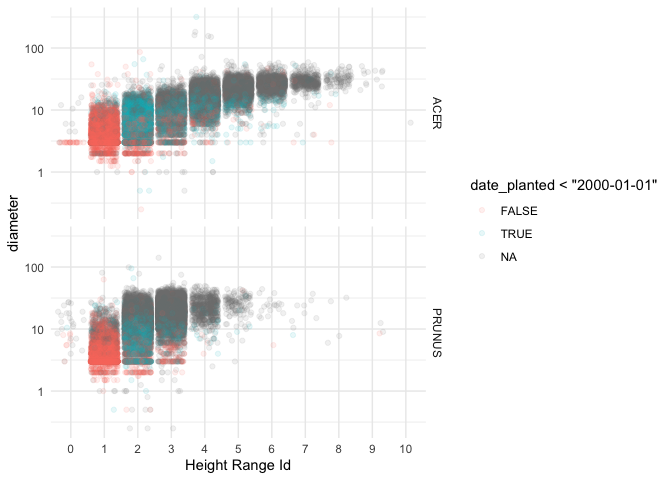 100
10
1
ACER
100
10
1
PRUNUS
diameter
0 1 2 3 4 5 6 7 8 9 10
Height Range Id
date_planted < "2000-01-01"
FALSE
TRUE
NA